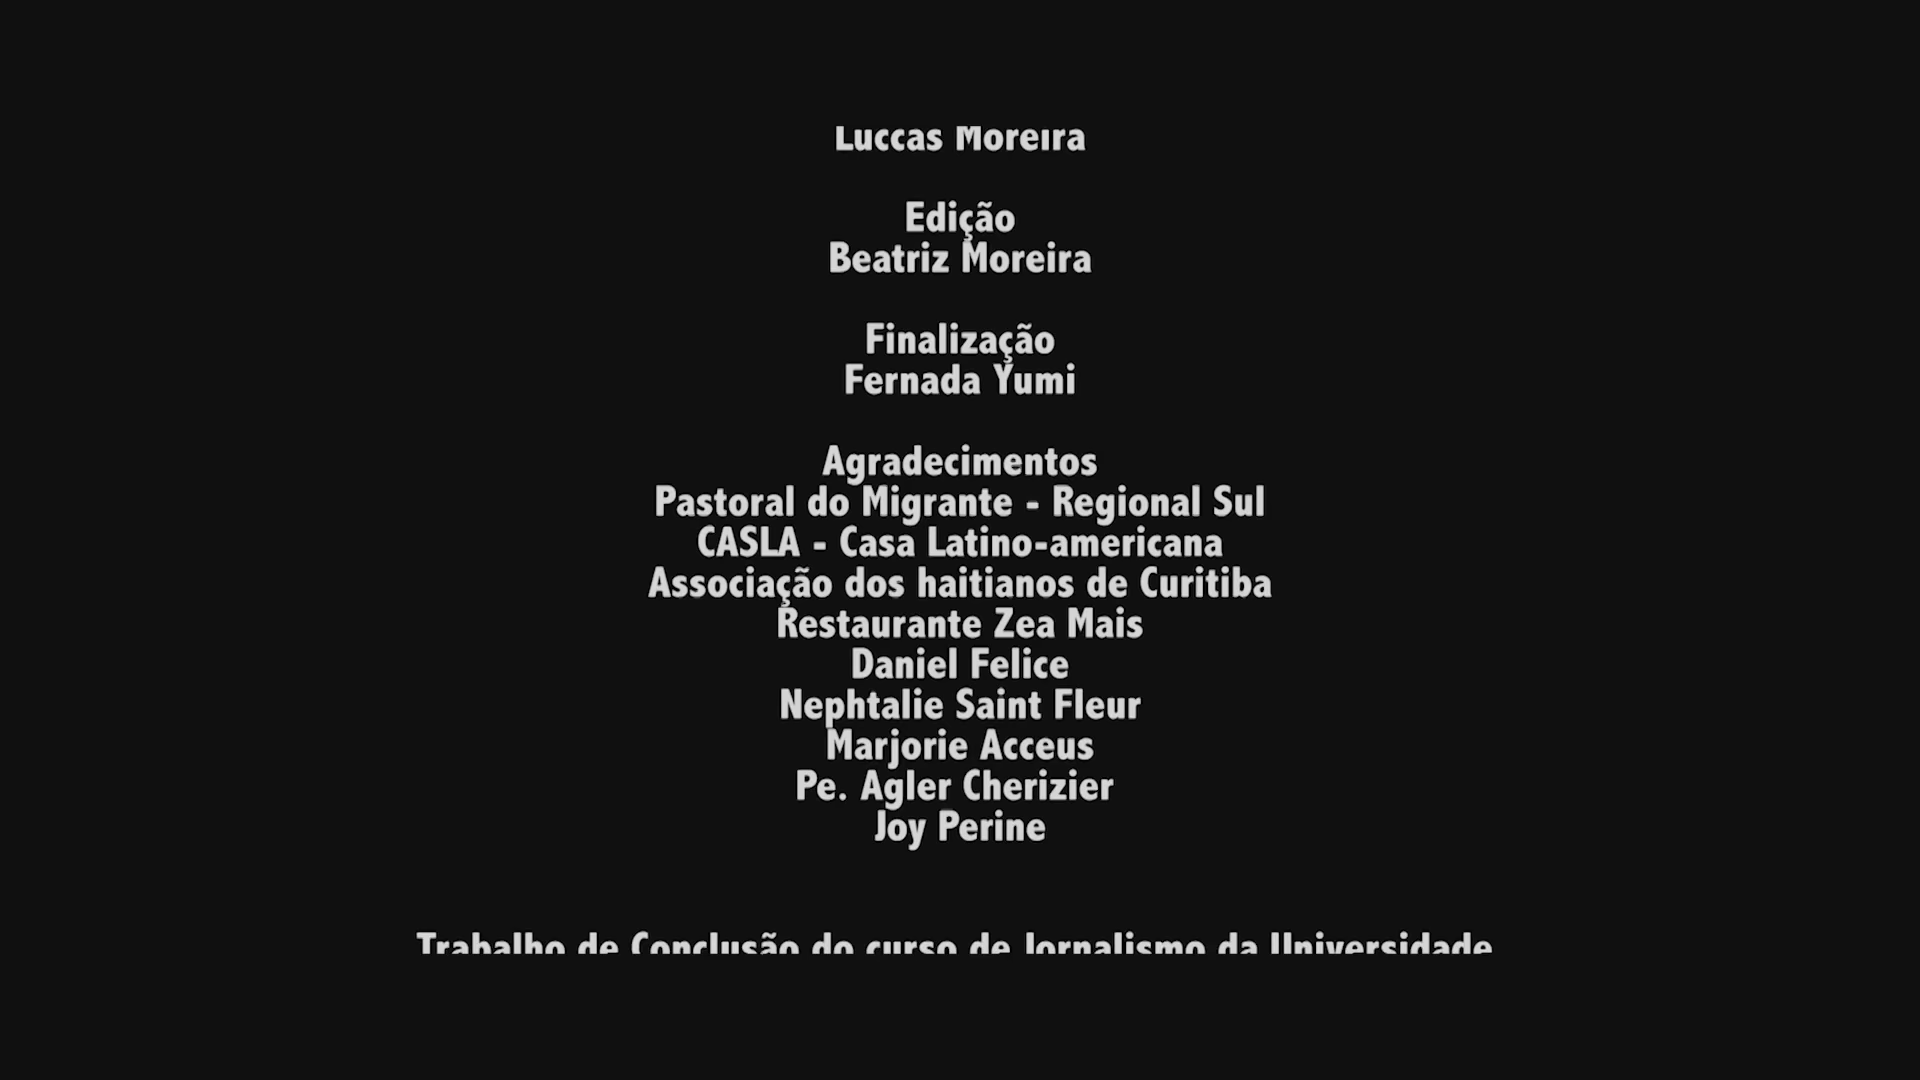 Luccas Moreira
Edição
Beatriz Moreira
Finalização
Fernada Yumi
Agradecimentos
Pastoral do Migrante - Regional Sul
CASLA - Casa Latino-americana
Associação dos haitianos de Curitiba
Restaurante Zea Mais
Daniel Felice
Nephtalie Saint Fleur
Marjorie Acceus
Pe. Agler Cherizier
Joy Perine
Trabalho de Conclusão do curso de Jornalismo da Universidade